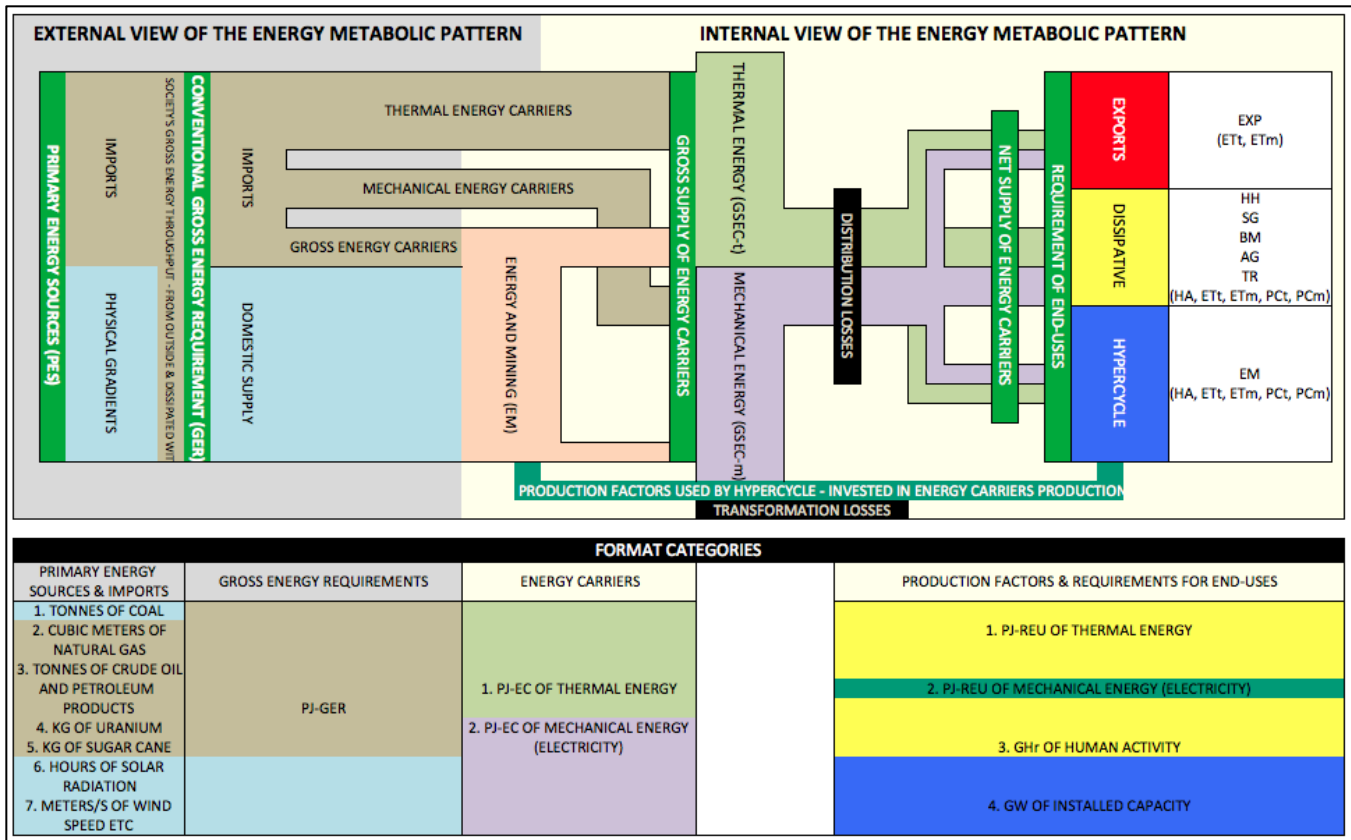 EXTERNAL VIEW OF THE ENERGY METABOLIC PATTERN
INTERNAL VIEW OF THE ENERGY METABOLIC PATTERN
PRIMARY ENERGY SOURCES (PES)
IMPORTS
PHYSICAL GRADIENTS
SOCIETY'S GROSS ENERGY THROUGHPUT - FROM OUTSIDE & DISSIPATED WIT
CONVENTIONAL GROSS ENERGY REQUIREMENT (GER)
IMPORTS
DOMESTIC SUPPLY
THERMAL ENERGY CARRIERS
MECHANICAL ENERGY CARRIERS
GROSS ENERGY CARRIERS
ENERGY AND MINING (EM)
GROSS SUPPLY OF ENERGY CARRIERS
THERMAL ENERGY (GSEC-t)
MECHANICAL ENERGY (GSEC-m)
DISTRIBUTION LOSSES
NET SUPPLY OF ENERGY CARRIERS
REQUIREMENT OF END-USES
EXPORTS
DISSIPATIVE
HYPERCYCLE
EXP
(ETt, ETm)
HH
SG
BM
AG
TR
(HA, ETt, ETm, PCt, PCm)
EM
(HA, ETt, ETm, PCt, PCm)
PRODUCTION FACTORS USED BY HYPERCYCLE - INVESTED IN ENERGY CARRIERS PRODUCTION
TRANSFORMATION LOSSES
FORMAT CATEGORIES
PRIMARY ENERGY
SOURCES & IMPORTS
GROSS ENERGY REQUIREMENTS
ENERGY CARRIERS
PRODUCTION FACTORS & REQUIREMENTS FOR END-USES
1. TONNES OF COAL
2. CUBIC METERS OF
NATURAL GAS
3. TONNES OF CRUDE OIL
AND PETROLEUM
PRODUCTS
4. KG OF URANIUM
5. KG OF SUGAR CANE
6. HOURS OF SOLAR
RADIATION
7. METERS/S OF WIND
SPEED ETC
PJ-GER
1. PJ-EC OF THERMAL ENERGY
2. PJ-EC OF MECHANICAL ENERGY
(ELECTRICITY)
1. PJ-REU OF THERMAL ENERGY
2. PJ-REU OF MECHANICAL ENERGY (ELECTRICITY)
3. GHr OF HUMAN ACTIVITY
4. GW OF INSTALLED CAPACITY